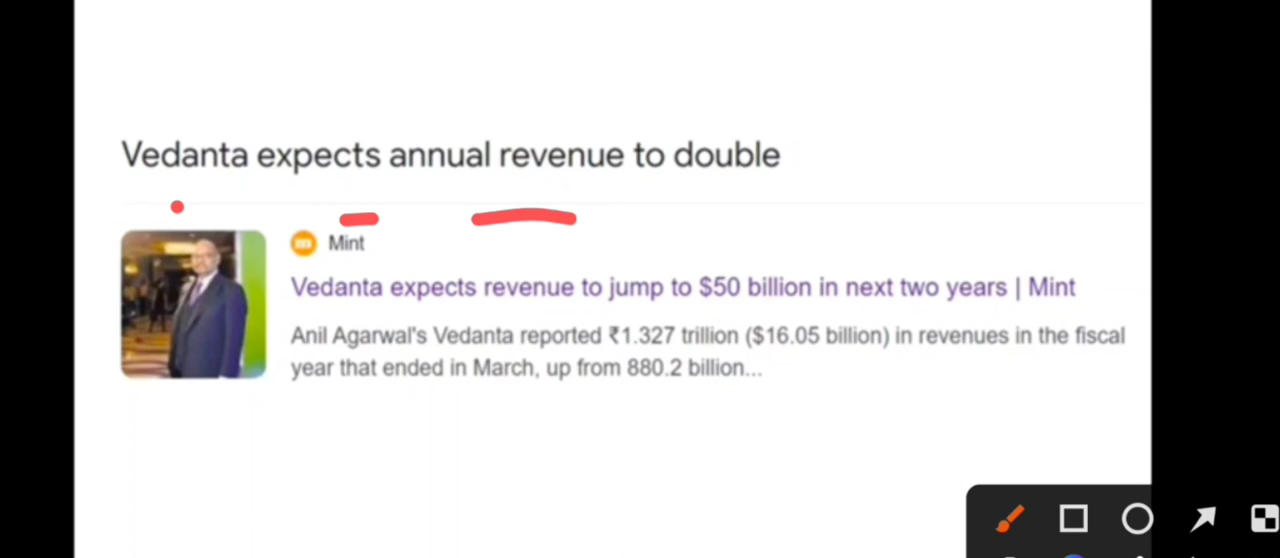 Vedanta expects annual revenue to double
Mint
Vedanta expects revenue to jump to $50 billion in next two years | Mint
Anil Agarwal's Vedanta reported ₹1.327 trillion ($16.05 billion) in revenues in the fiscal
year that ended in March, up from 880.2 billion...